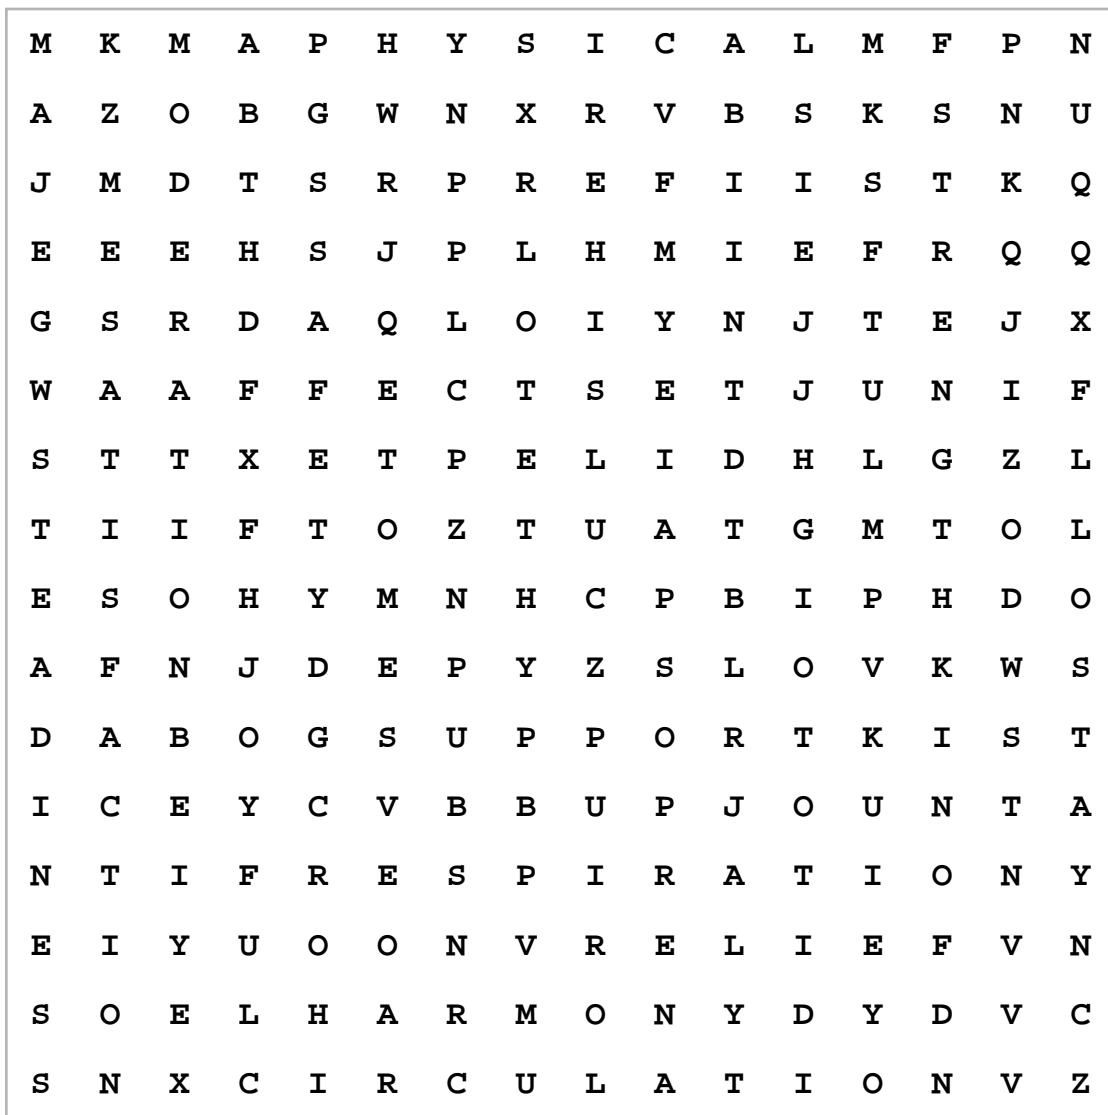 M K M A P H Y S I C A L M F P N
A Z O B G W N X R V B S K S N U
J M D T S R P R E F I I S T K Q
E E E H S J P L H M I E F R Q Q
G S R D A Q L O I Y N J T E J X
W A A F F E C T S E T J U N I F
S T T X E T P E L I D H L G Z L
T I I F T O Z T U A T G M T O L
E S O H Y M N H C P B I P H D O
A F N J D E P Y Z S L O V K W S
D A B O G S U P P O R T K I S T
I C E Y C V B B U P J O U N T A
N T I F R E S P I R A T I O N Y
E I Y U O O N V R E L I E F V N
S O E L H A R M O N Y D Y D V C
S N X C I R C U L A T I O N V Z